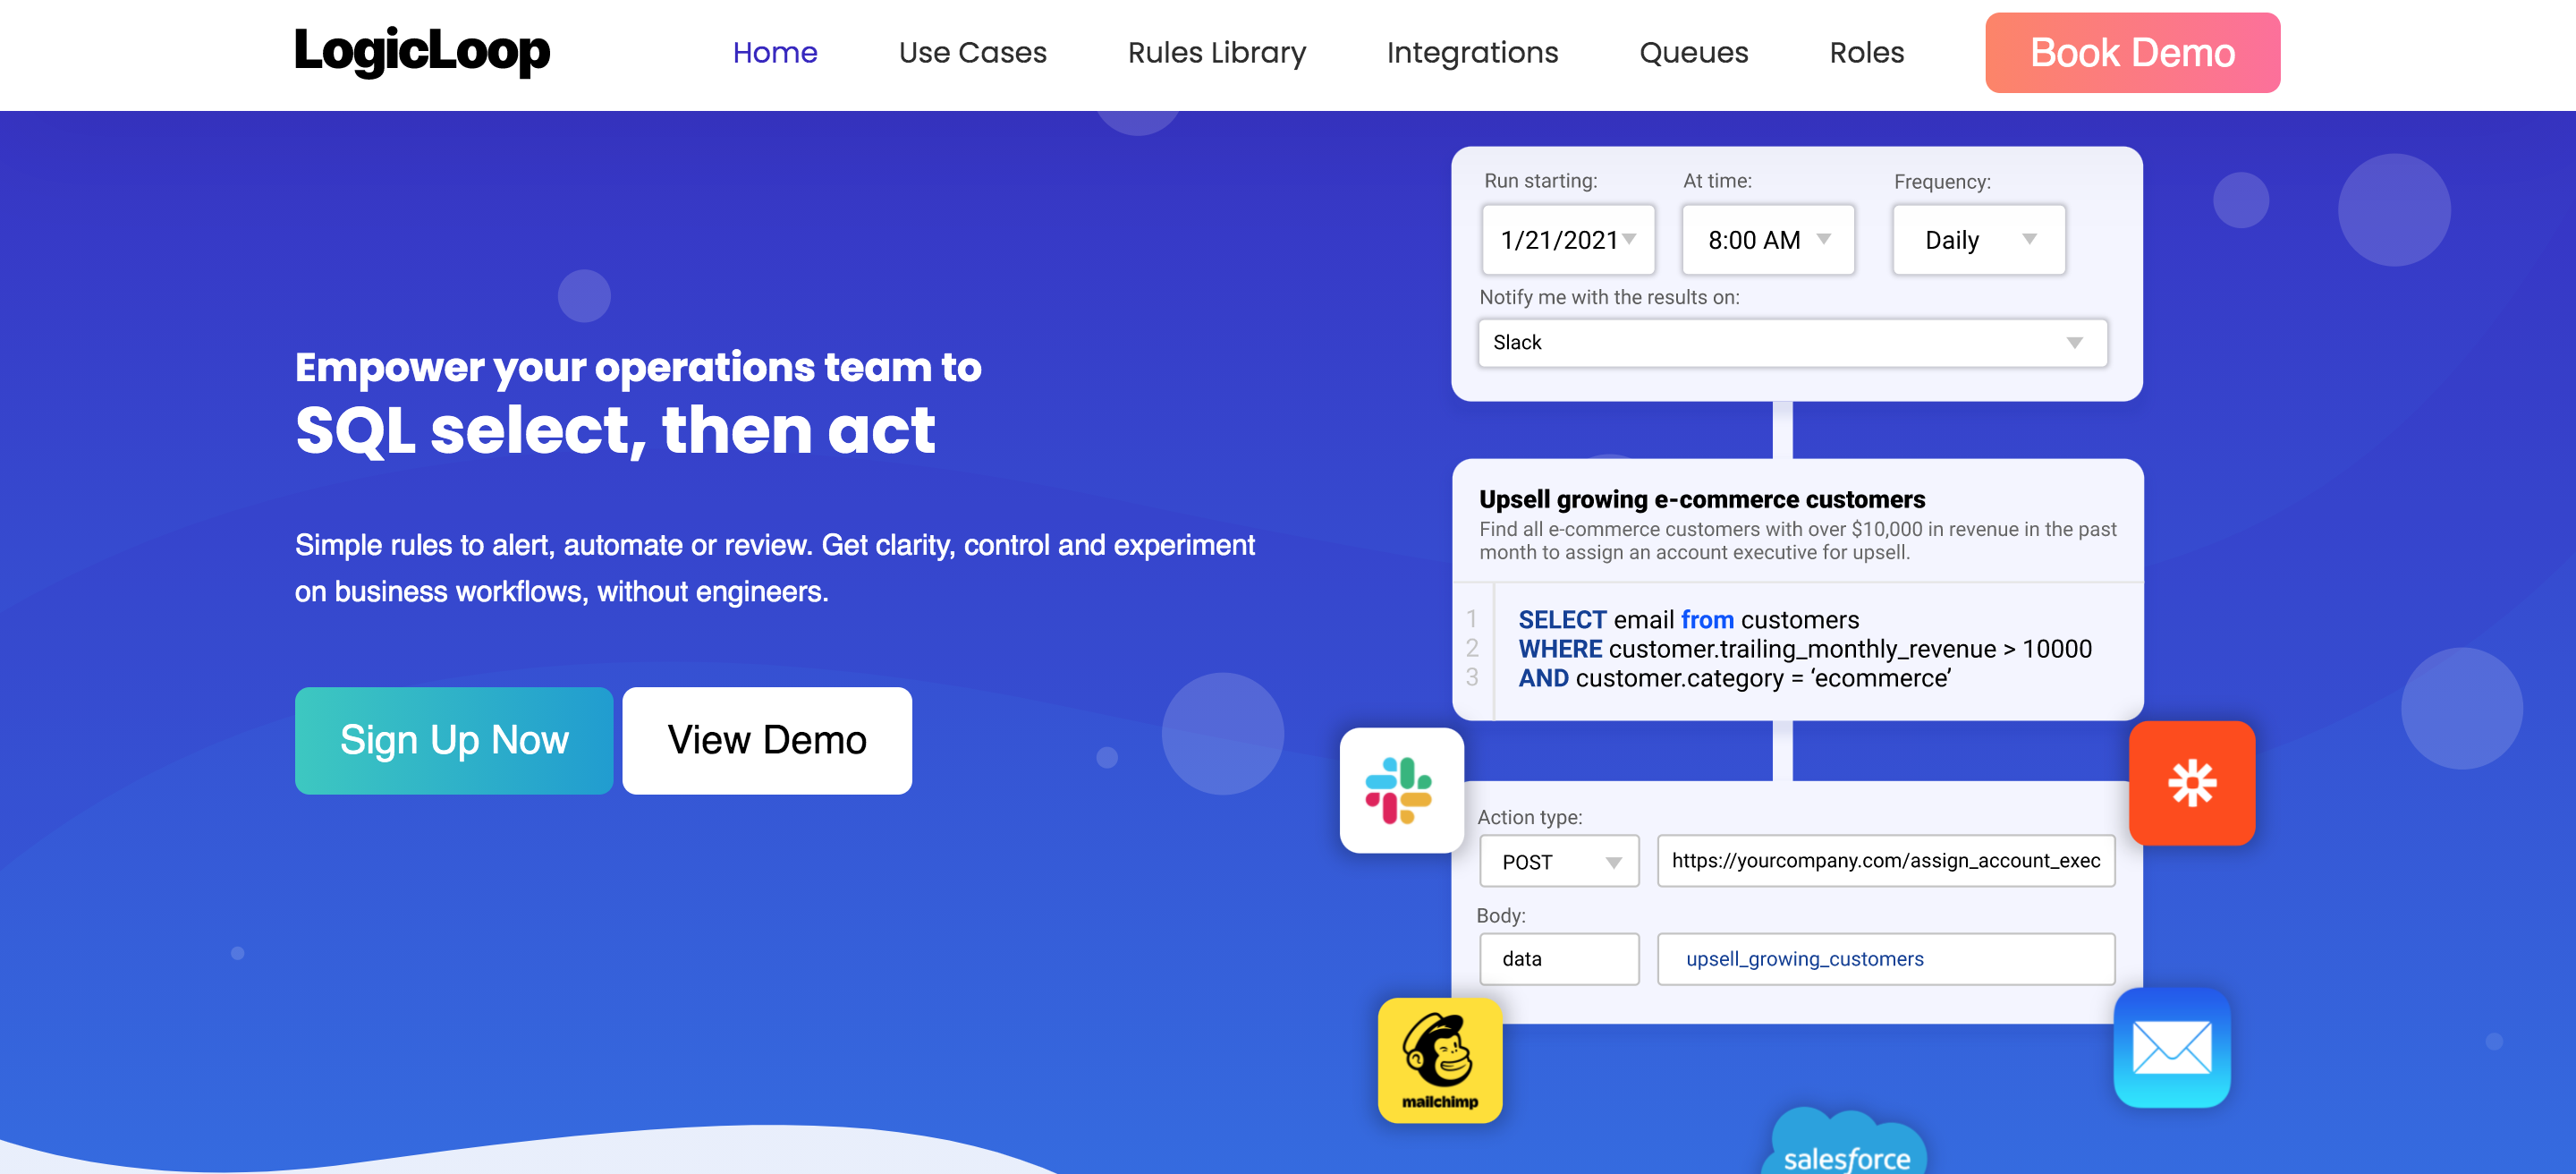 LogicLoop
Home
Use Cases
Rules Library
Integrations
Queues
Roles
Book Demo
Empower your operations team to
SQL select, then act
Simple rules to alert, automate or review. Get clarity, control and experiment
on business workflows, without engineers.
Sign Up Now
View Demo
Run starting:
At time:
Frequency:
1/21/2021
8:00 AM
Daily
Notify me with the results on:
Slack
Upsell growing e-commerce customers
Find all e-commerce customers with over $10,000 in revenue in the past
month to assign an account executive for upsell.
1 SELECT email from customers
2 WHERE customer.trailing_monthly_revenue > 10000
3 AND customer.category = ‘ecommerce’
Action type:
POST
https://yourcompany.com/assign_account_exec
Body:
data
upsell_growing_customers
mailchimp
salesforce